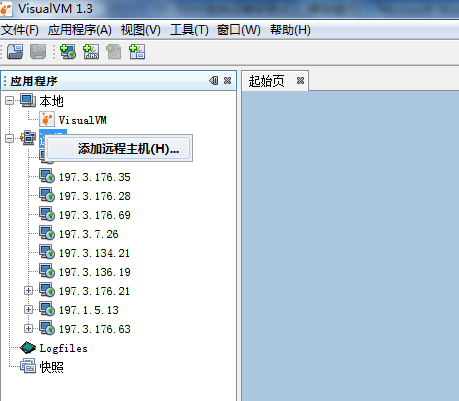 VisualVM 1.3
文件(F) 应用程序(A) 视图(V) 工具(T) 窗口(W) 帮助(H)
应用程序
起始页
本地
VisualVM
添加远程主机(H)...
197.3.176.35
197.3.176.28
197.3.176.69
197.3.7.26
197.3.134.21
197.3.136.19
197.3.176.21
197.1.5.13
197.3.176.63
Logfiles
快照